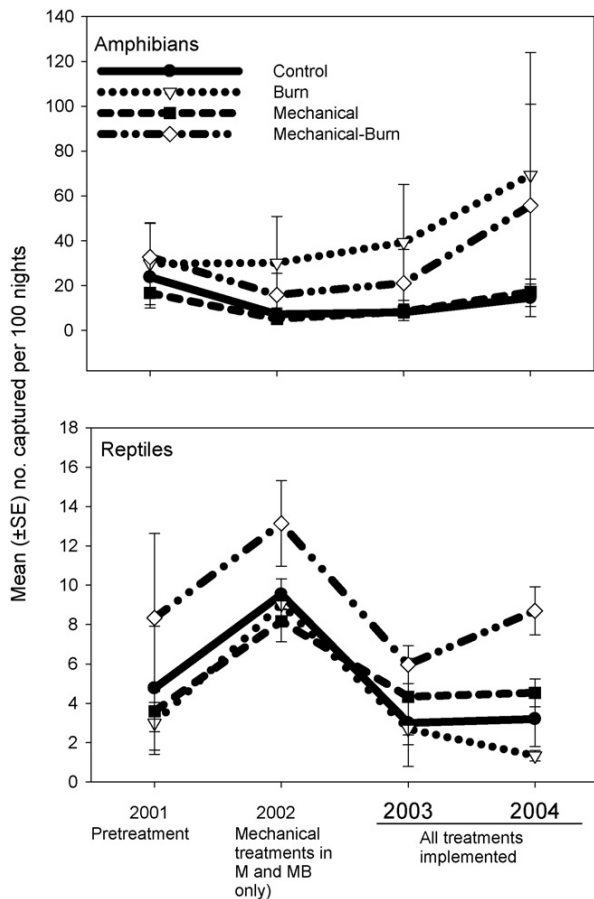 140
120
100
80
60
40
20
0
Amphibians
Control
Burn
Mechanical
Mechanical-Burn
Mean (±SE) no. captured per 100 nights
18
16
14
12
10
8
6
4
2
0
Reptiles
2001
Pretreatment
2002
Mechanical
treatments in
M and MB
only)
2003
2004
All treatments
implemented